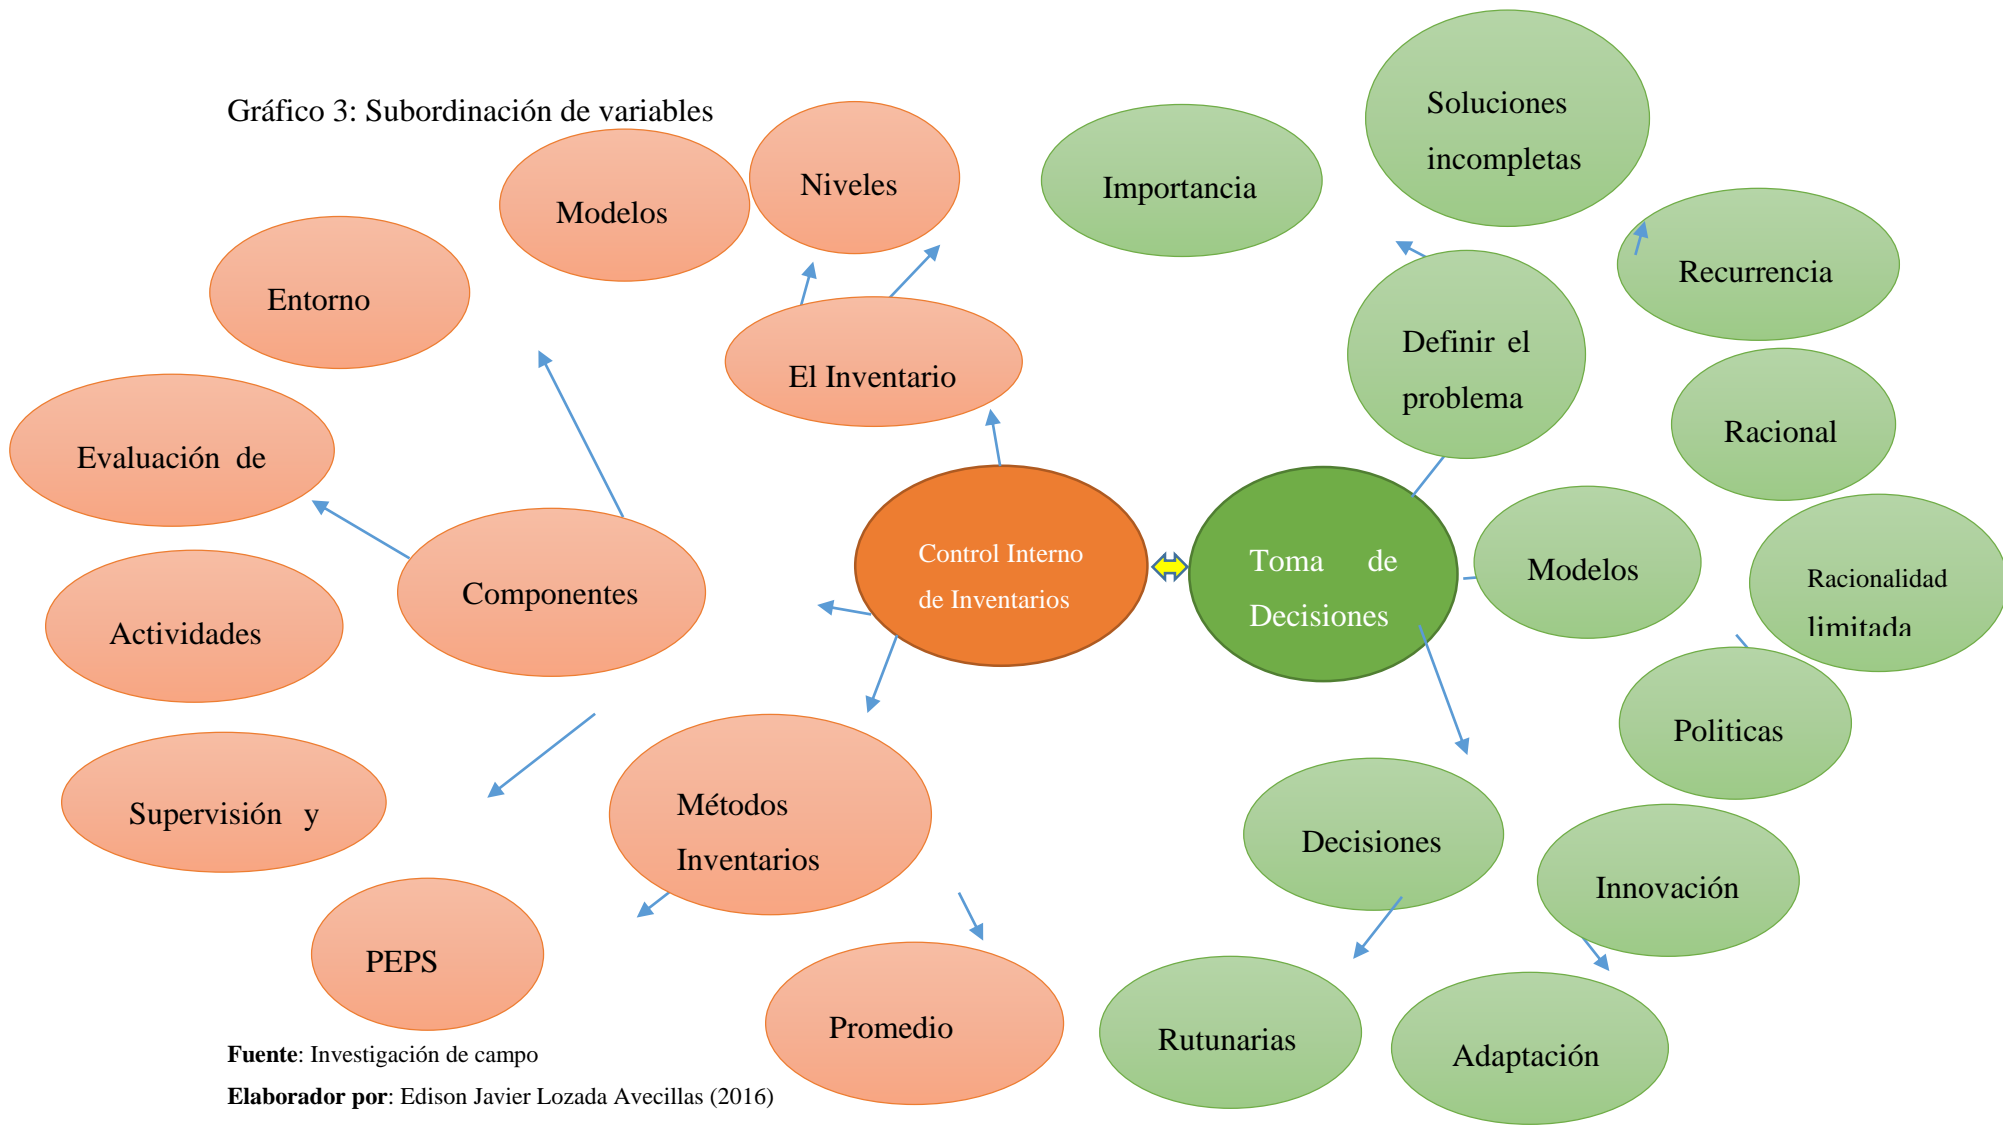 Gráfico 3: Subordinación de variables
Soluciones
incompletas
Niveles
Importancia
Modelos
Recurrencia
Entorno
Definir el
problema
El Inventario
Racional
Evaluación de
Control Interno
de Inventarios
Toma de
Decisiones
Modelos
Racionalidad
limitada
Componentes
Actividades
Politicas
Métodos
Inventarios
Supervisión y
Decisiones
Innovación
PEPS
Promedio
Rutunarias
Adaptación
Fuente: Investigación de campo
Elaborador por: Edison Javier Lozada Avecillas (2016)